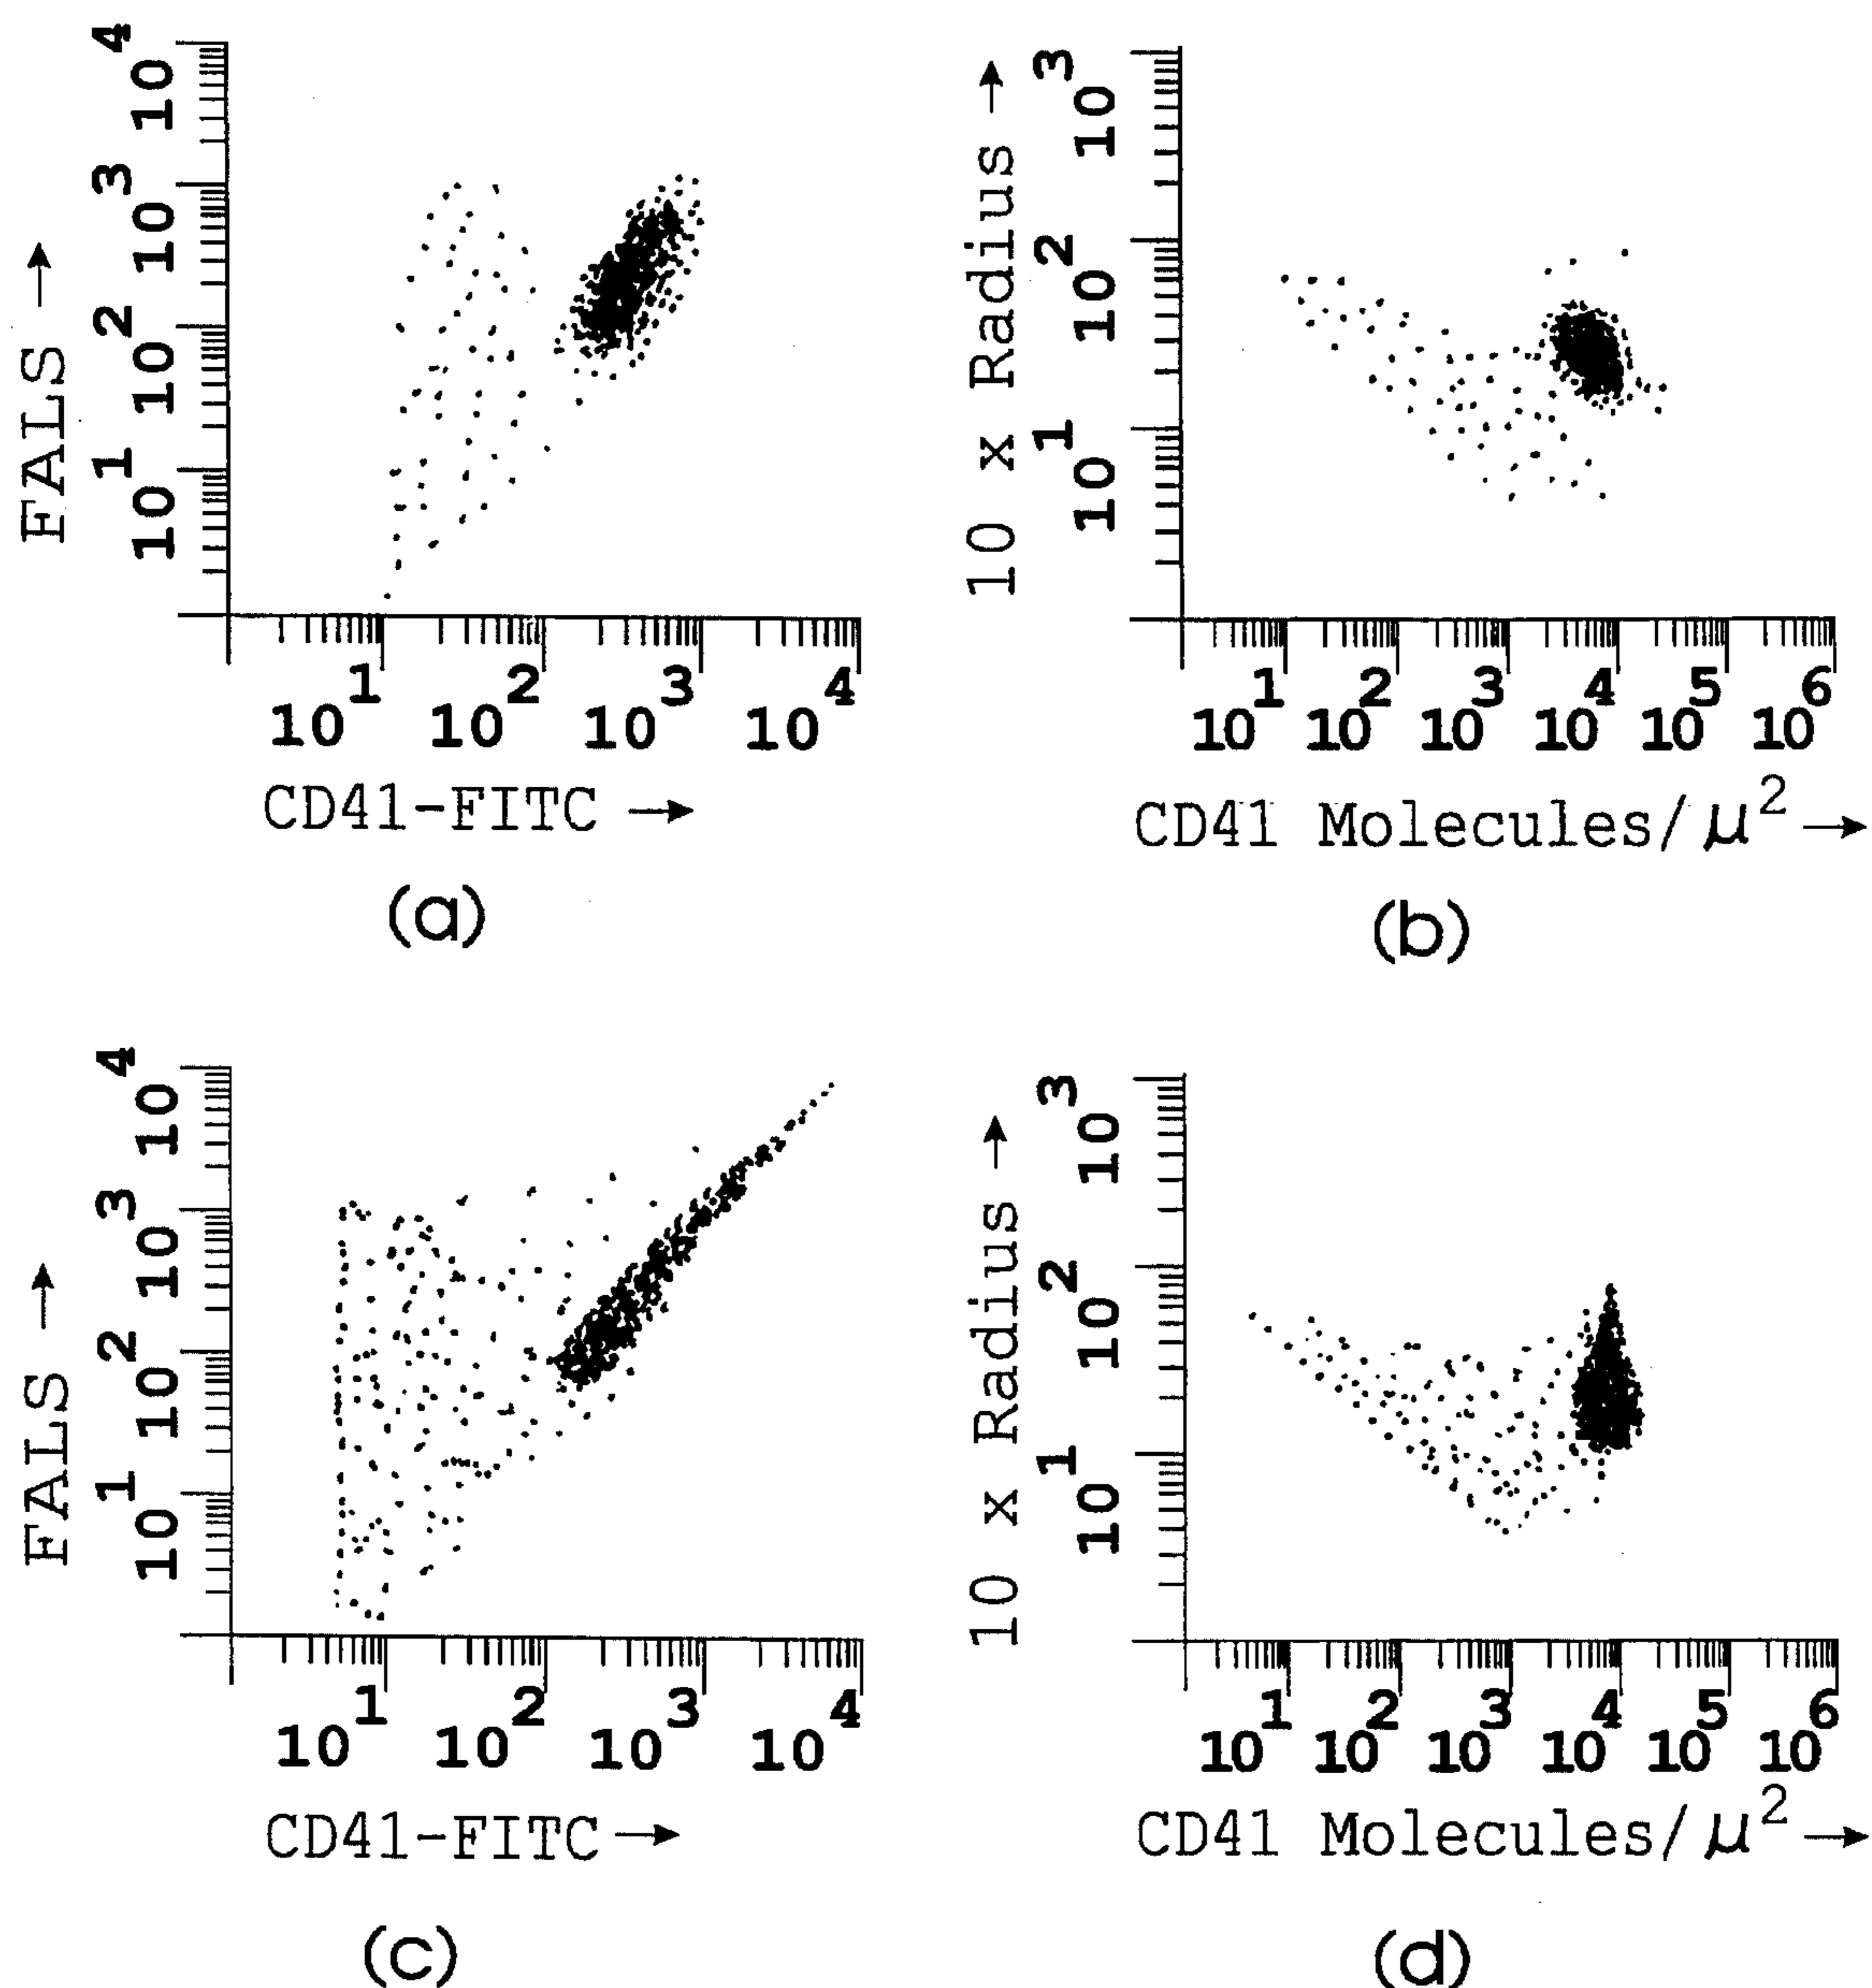 FALS →
10^4
10^3
10^2
10^1
10^1 10^2 10^3 10^4
CD41-FITC →
(a)
10 x Radius →
10^3
10^2
10^1
10^1 10^2 10^3 10^4 10^5 10^6
CD41 Molecules/μ^2 →
(b)
FALS →
10^4
10^3
10^2
10^1
10^1 10^2 10^3 10^4
CD41-FITC →
(c)
10 x Radius →
10^3
10^2
10^1
10^1 10^2 10^3 10^4 10^5 10^6
CD41 Molecules/μ^2 →
(d)